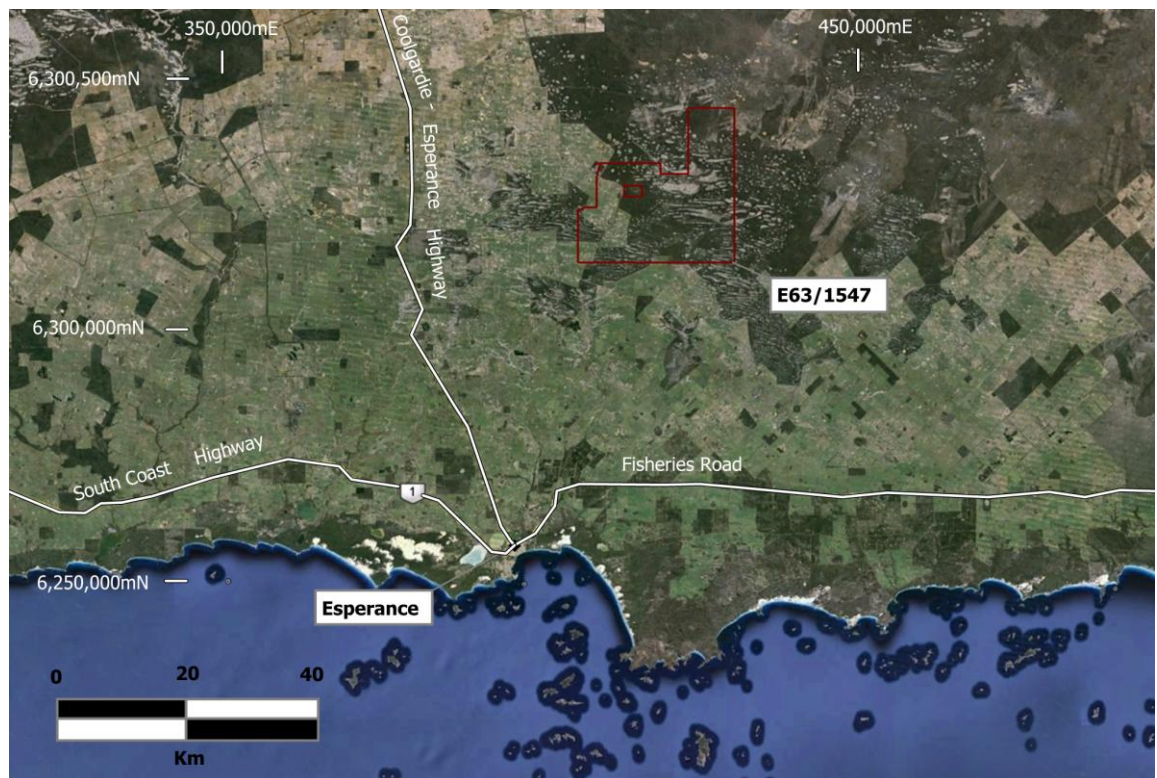 350,000mE
450,000mE
6,300,500mN
Coolgardie - Esperance Highway
E63/1547
6,300,000mN
South Coast Highway
1
Fisheries Road
6,250,000mN
Esperance
0 20 40
Km